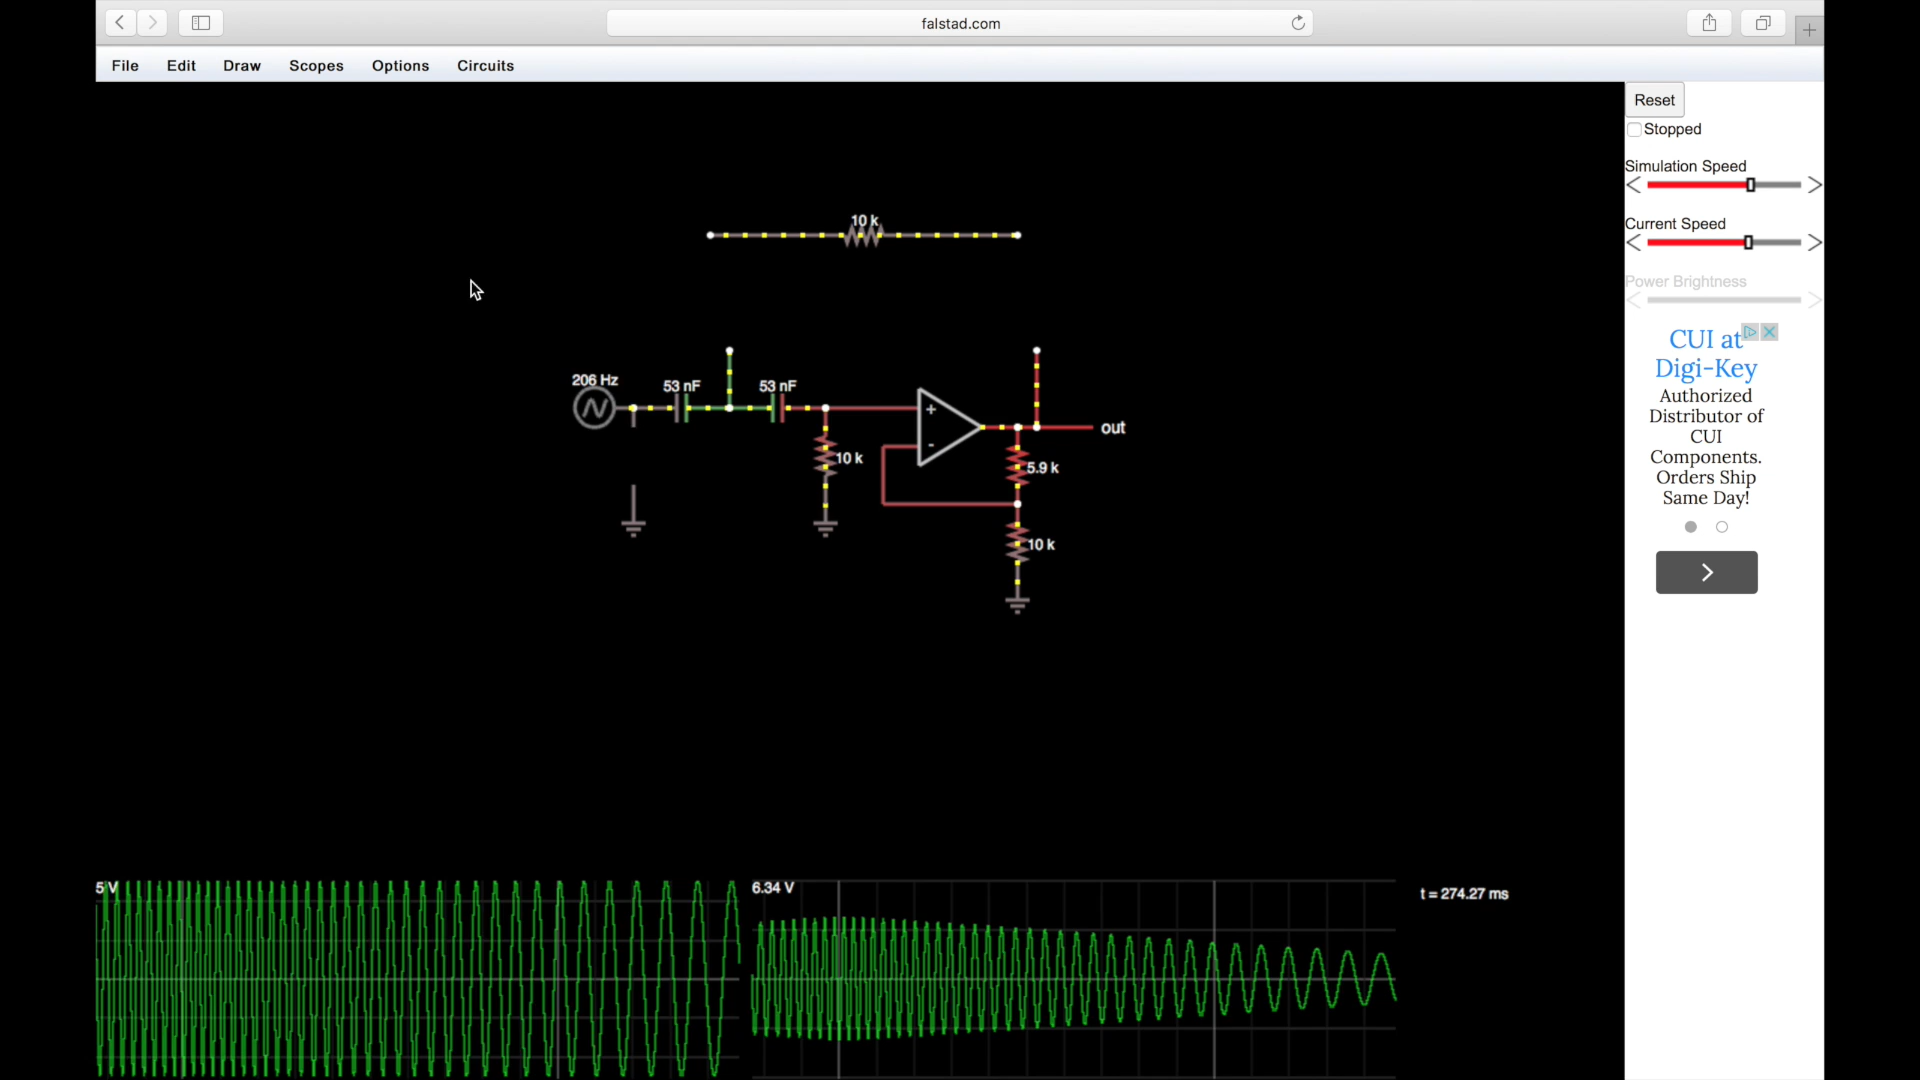 falstad.com
File Edit Draw Scopes Options Circuits
Reset
Stopped
Simulation Speed
Current Speed
Power Brightness
CUI at
Digi-Key
Authorized
Distributor of
CUI
Components.
Orders Ship
Same Day!
10 k
206 Hz
53 nF
53 nF
+
-
out
10 k
5.9 k
10 k
5 V
6.34 V
t = 274.27 ms